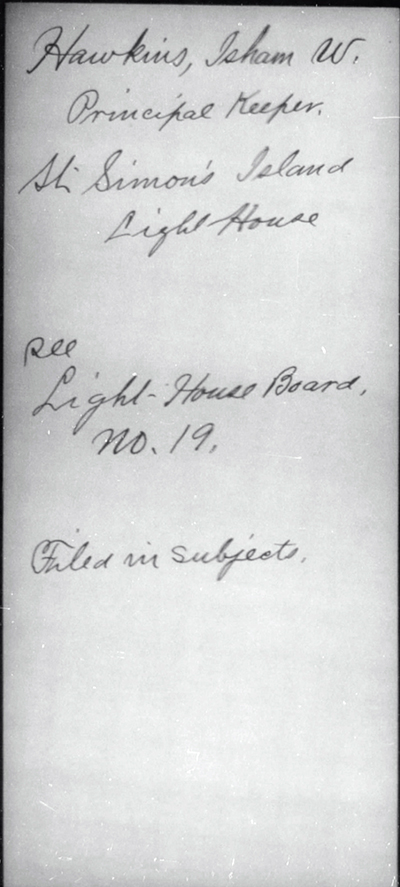 Hawkins, Isham W.
Principal Keeper.
St. Simon's Island
Light House
See
Light-House Board,
No. 19.
Filed in subjects.